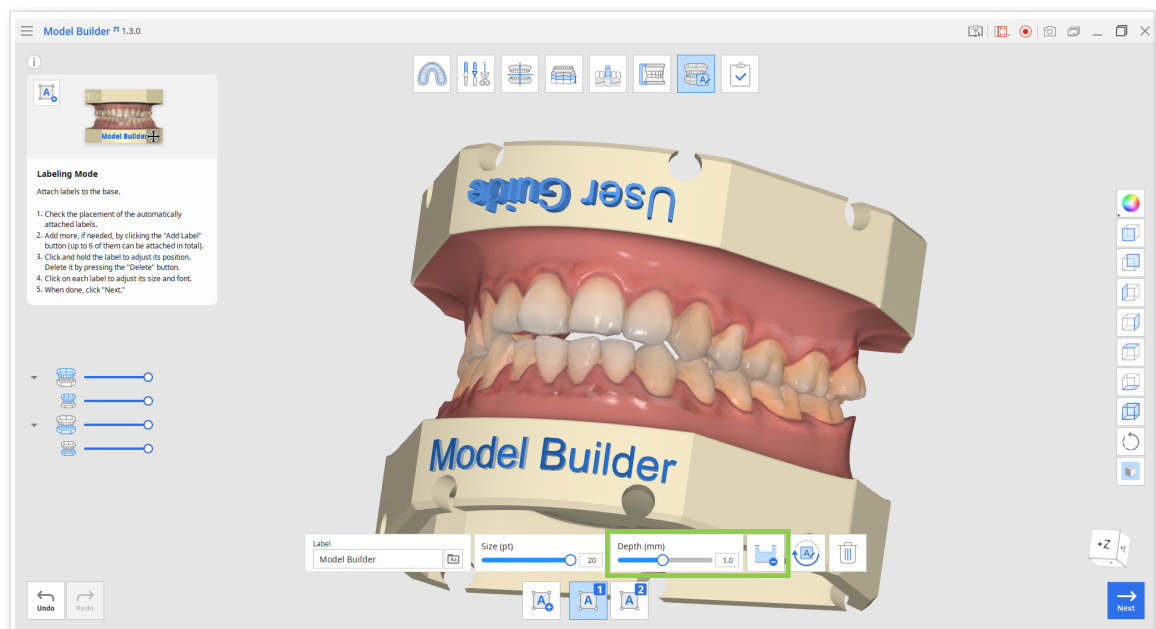 Model Builder 1.3.0
Model Builder
Labeling Mode
Attach labels to the base.
1. Check the placement of the automatically
attached labels.
2. Add more, if needed, by clicking the "Add Label"
button (up to 6 of them can be attached in total).
3. Click and hold the label to adjust its position.
Delete it by pressing the "Delete" button.
4. Click on each label to adjust its size and font.
5. When done, click "Next."
User Guide
Model Builder
Label
Model Builder
Aa
Size (pt)
20
Depth (mm)
1.0
A
A 1
A 2
Undo
Redo
+Z
Next